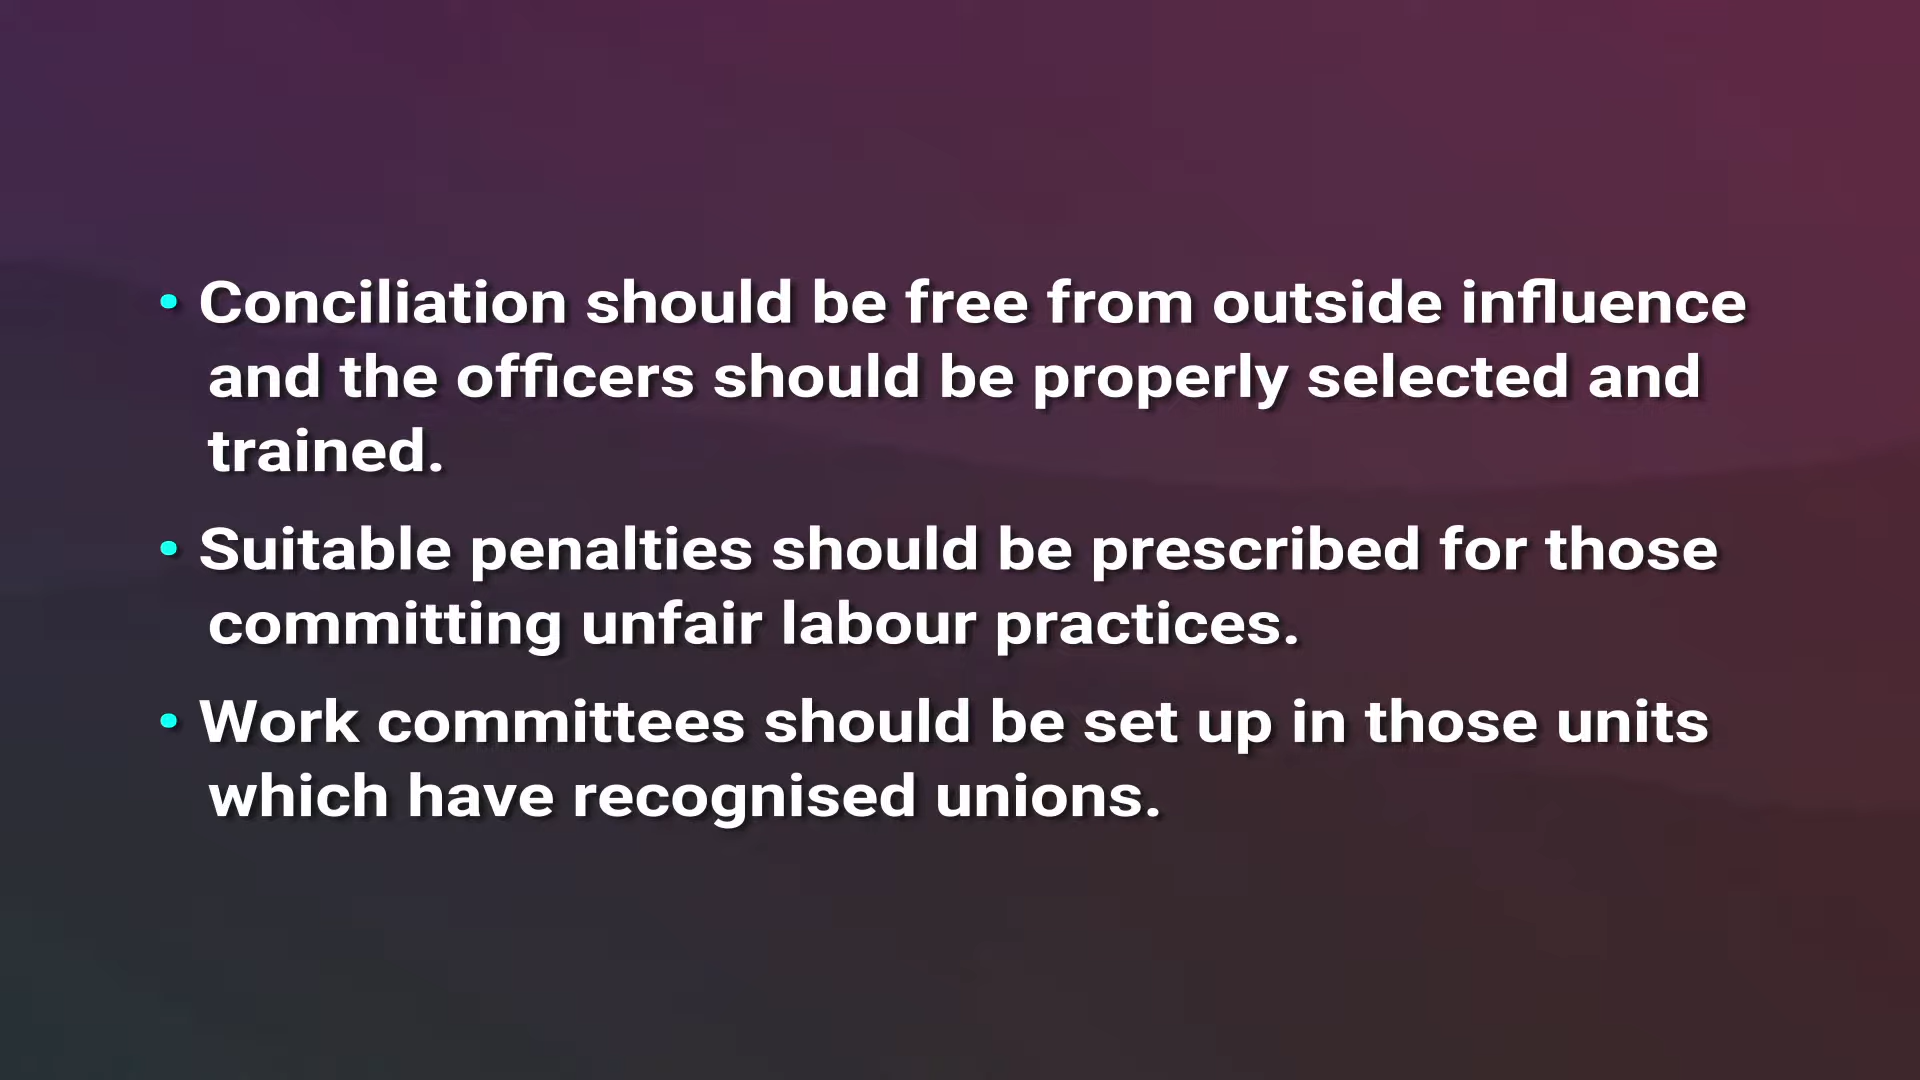 • Conciliation should be free from outside influence
and the officers should be properly selected and
trained.
• Suitable penalties should be prescribed for those
committing unfair labour practices.
• Work committees should be set up in those units
which have recognised unions.